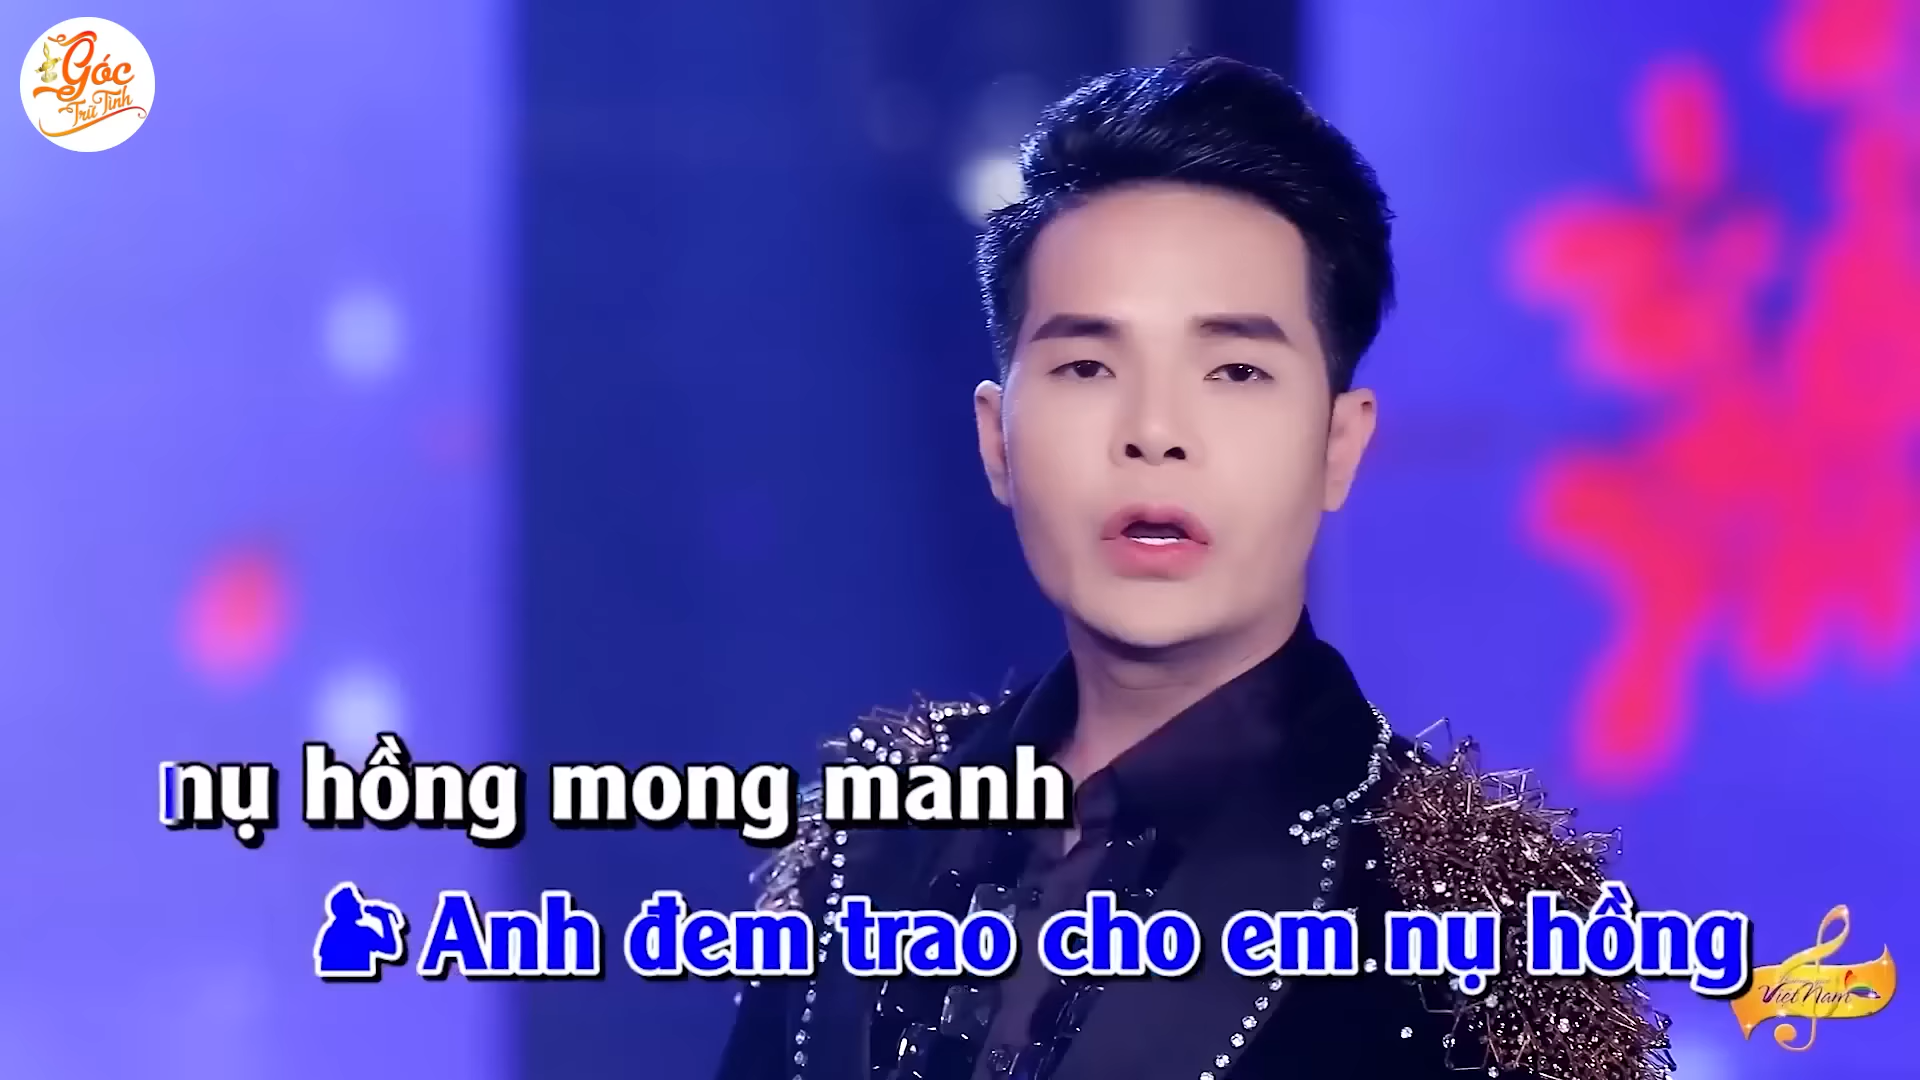 Góc
Trữ Tình
nụ hồng mong manh
Anh đem trao cho em nụ hồng
Việt Nam